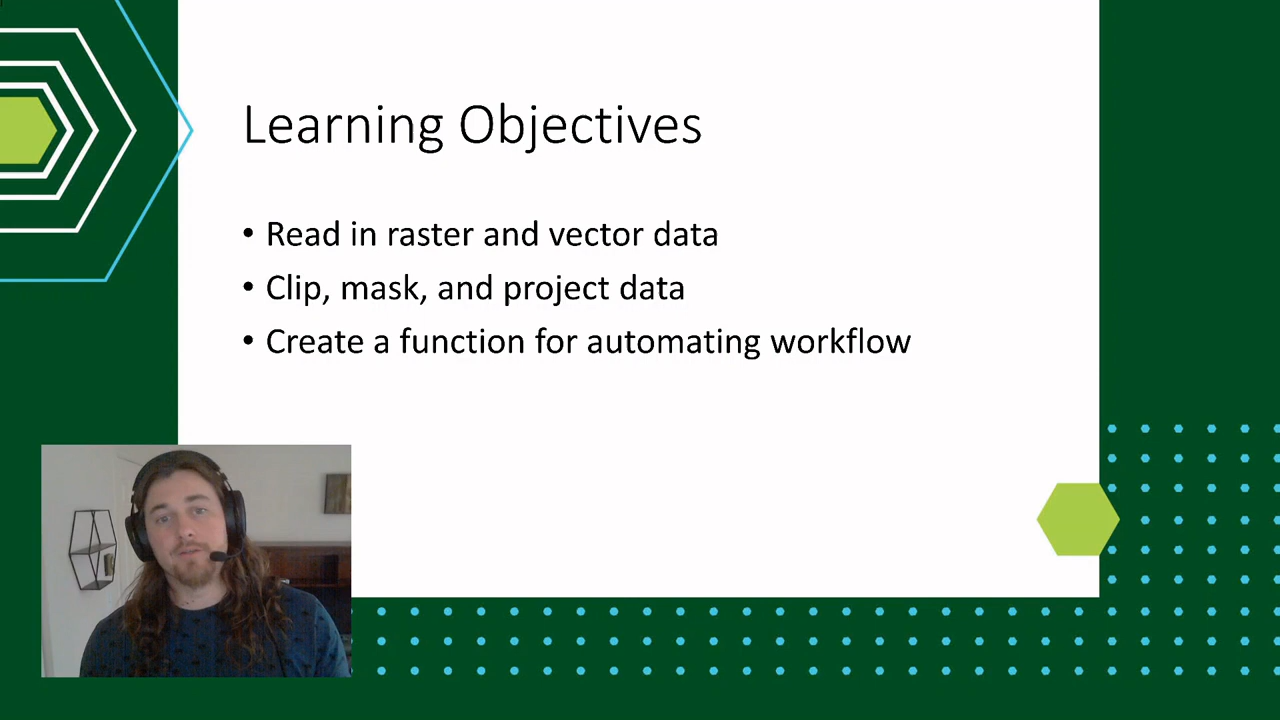 Learning Objectives
• Read in raster and vector data
• Clip, mask, and project data
• Create a function for automating workflow